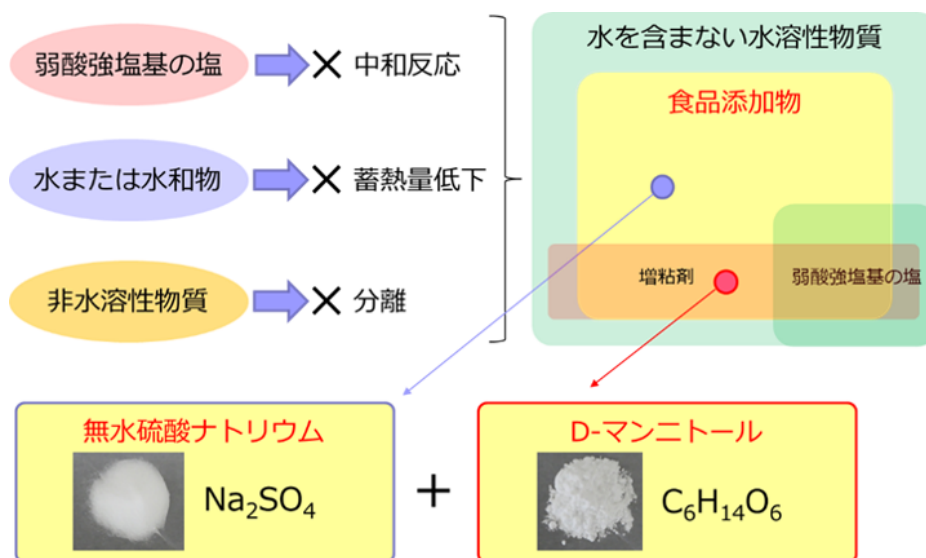 弱酸強塩基の塩
× 中和反応
水または水和物
× 蓄熱量低下
非水溶性物質
× 分離
水を含まない水溶性物質
食品添加物
増粘剤
弱酸強塩基の塩
無水硫酸ナトリウム
Na₂SO₄
+
D-マンニトール
C₆H₁₄O₆